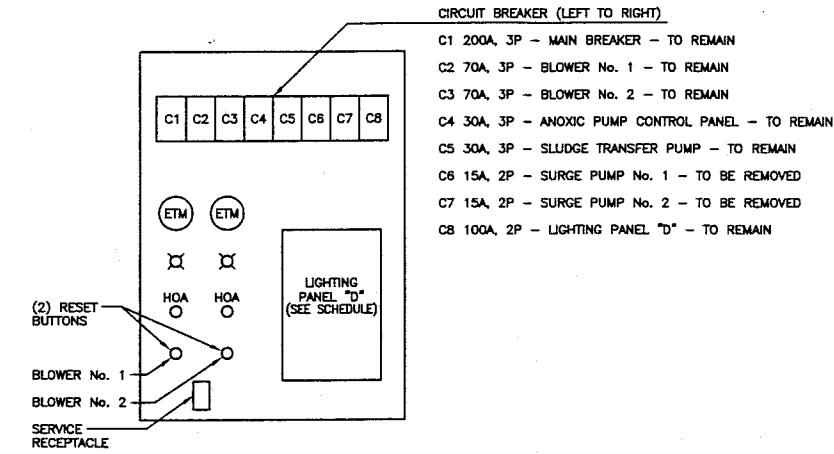 CIRCUIT BREAKER (LEFT TO RIGHT)
C1 200A, 3P – MAIN BREAKER – TO REMAIN
C2 70A, 3P – BLOWER No. 1 – TO REMAIN
C3 70A, 3P – BLOWER No. 2 – TO REMAIN
C4 30A, 3P – ANOXIC PUMP CONTROL PANEL – TO REMAIN
C5 30A, 3P – SLUDGE TRANSFER PUMP – TO REMAIN
C6 15A, 2P – SURGE PUMP No. 1 – TO BE REMOVED
C7 15A, 2P – SURGE PUMP No. 2 – TO BE REMOVED
C8 100A, 2P – LIGHTING PANEL "D" – TO REMAIN
C1 C2 C3 C4 C5 C6 C7 C8
ETM ETM
HOA HOA
LIGHTING
PANEL "D"
(SEE SCHEDULE)
(2) RESET
BUTTONS
BLOWER No. 1
BLOWER No. 2
SERVICE
RECEPTACLE